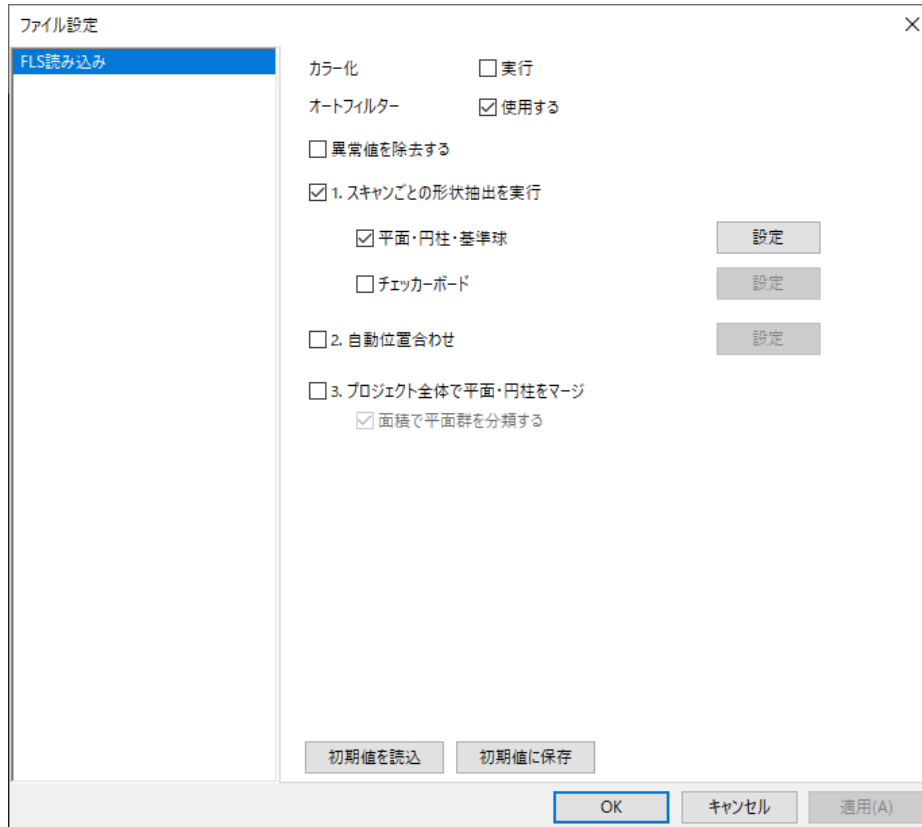 ファイル設定
FLS読み込み
カラー化 実行
オートフィルター 使用する
異常値を除去する
1. スキャンごとの形状抽出を実行
平面・円柱・基準球 設定
チェッカーボード 設定
2. 自動位置合わせ 設定
3. プロジェクト全体で平面・円柱をマージ
面積で平面群を分類する
初期値を読込 初期値に保存
OK キャンセル 適用(A)